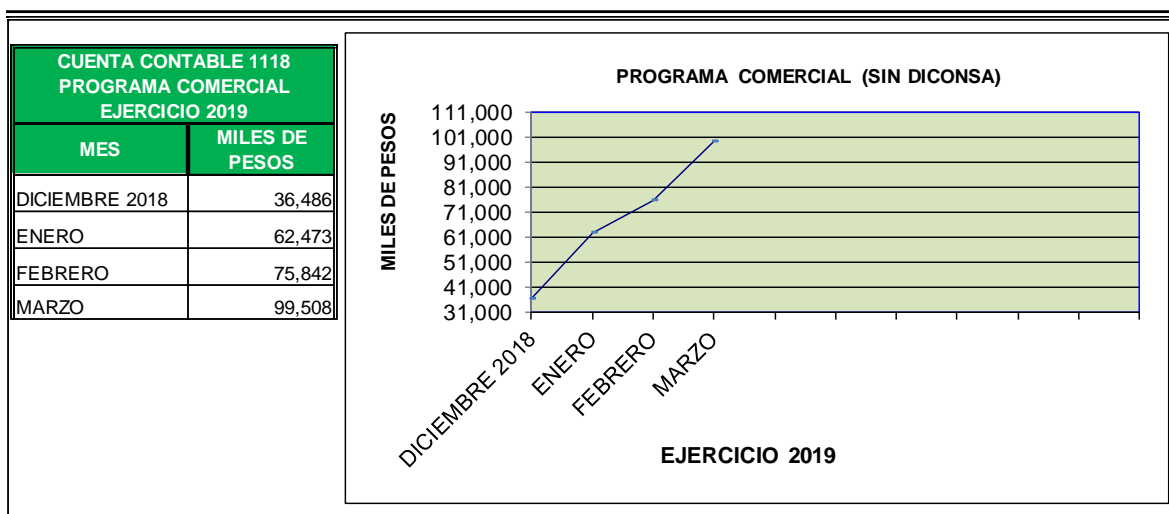 CUENTA CONTABLE 1118
PROGRAMA COMERCIAL
EJERCICIO 2019
MES MILES DE PESOS
DICIEMBRE 2018 36,486
ENERO 62,473
FEBRERO 75,842
MARZO 99,508
PROGRAMA COMERCIAL (SIN DICONSA)
MILES DE PESOS
111,000
101,000
91,000
81,000
71,000
61,000
51,000
41,000
31,000
DICIEMBRE 2018
ENERO
FEBRERO
MARZO
EJERCICIO 2019